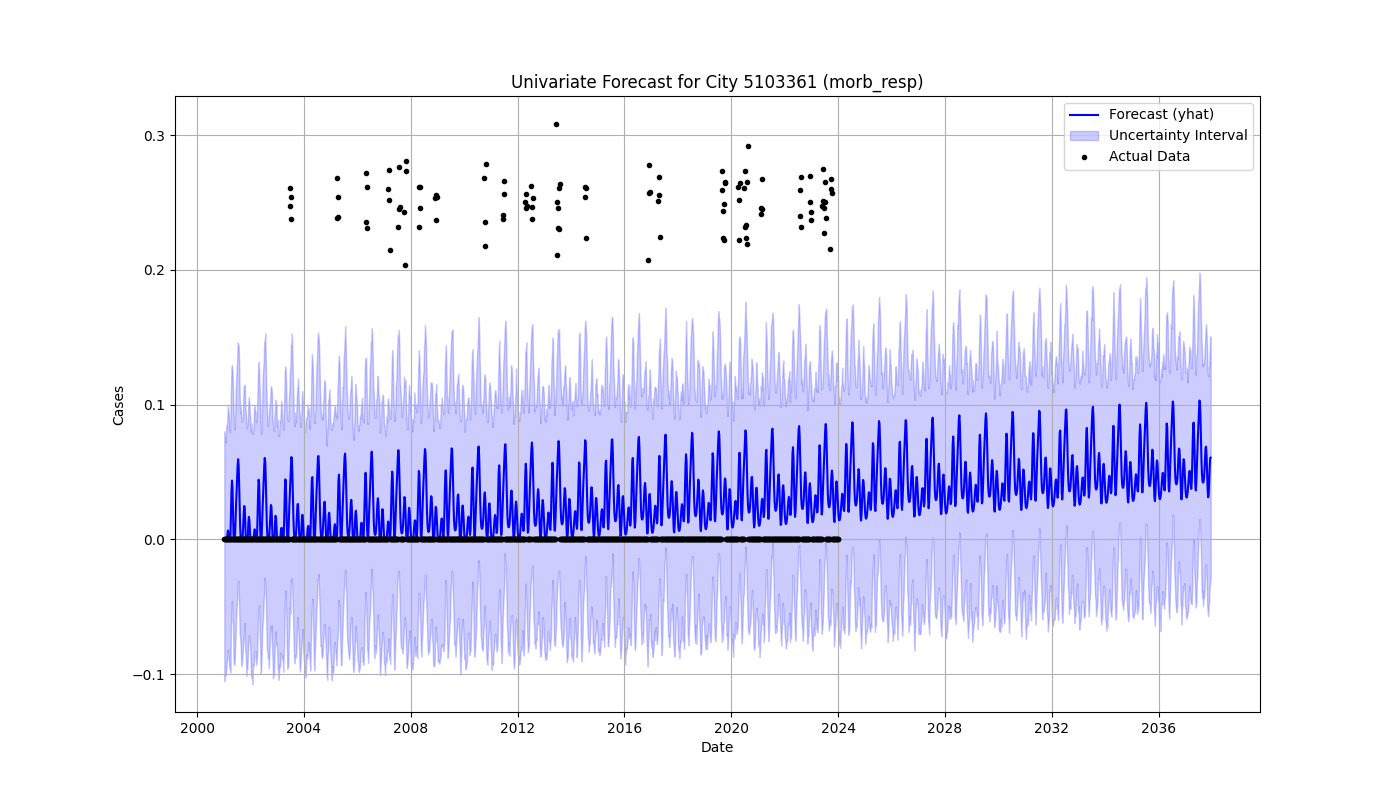 Univariate Forecast for City 5103361 (morb_resp)
Forecast (yhat)
Uncertainty Interval
Actual Data
0.3
0.2
0.1
0.0
−0.1
Cases
2000 2004 2008 2012 2016 2020 2024 2028 2032 2036
Date